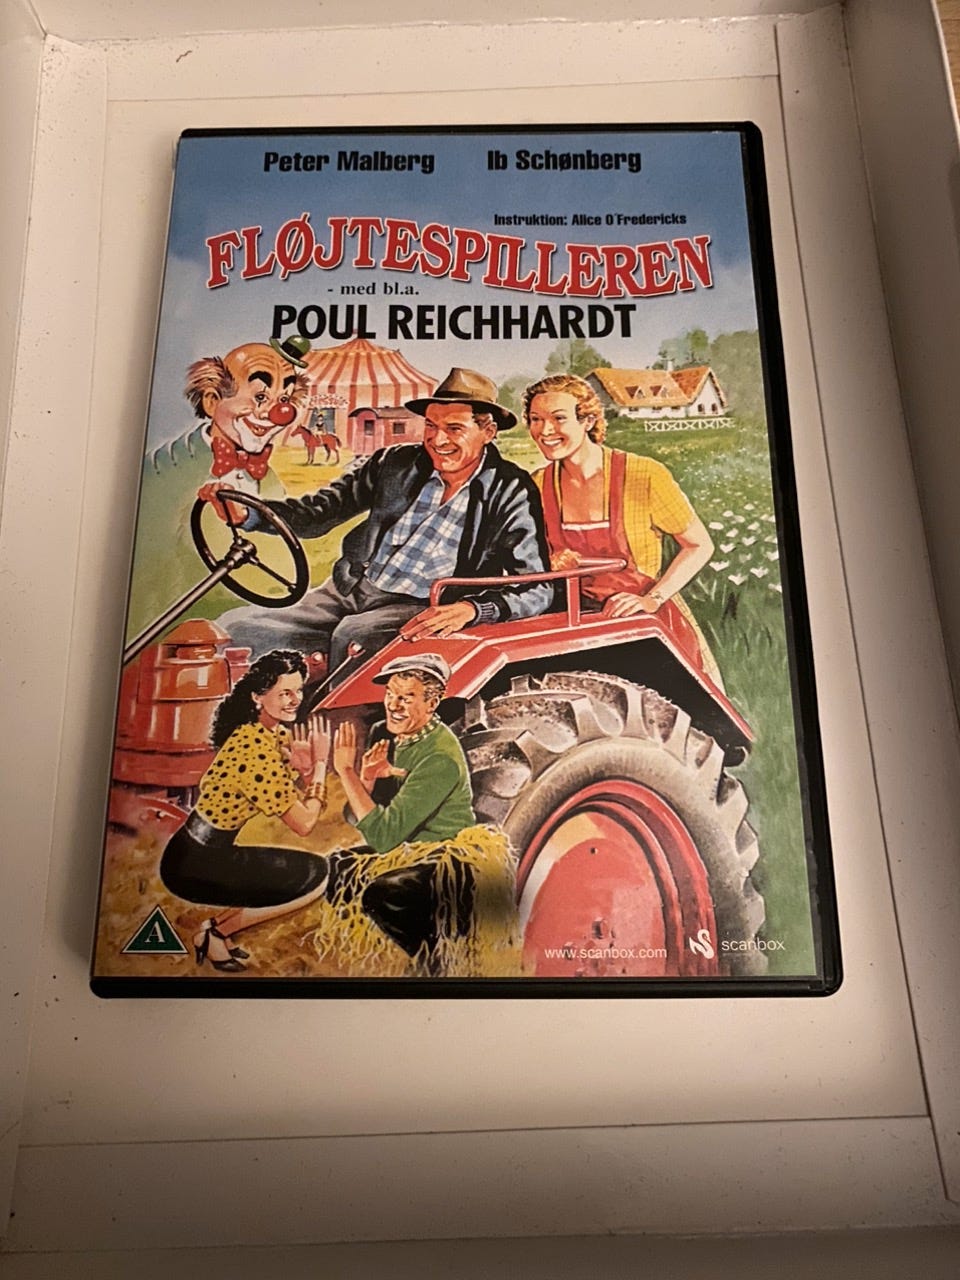 Peter Malberg Ib Schønberg
Instruktion: Alice O'Fredericks
FLØJTESPILLEREN
- med bl.a.
POUL REICHHARDT
A
www.scanbox.com scanbox